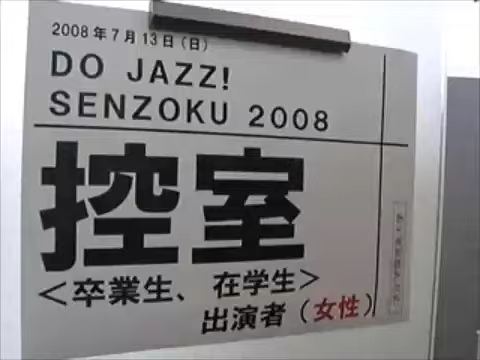 2008年7月13日(日)
DO JAZZ!
SENZOKU 2008
控室
<卒業生、在学生>
出演者(女性)